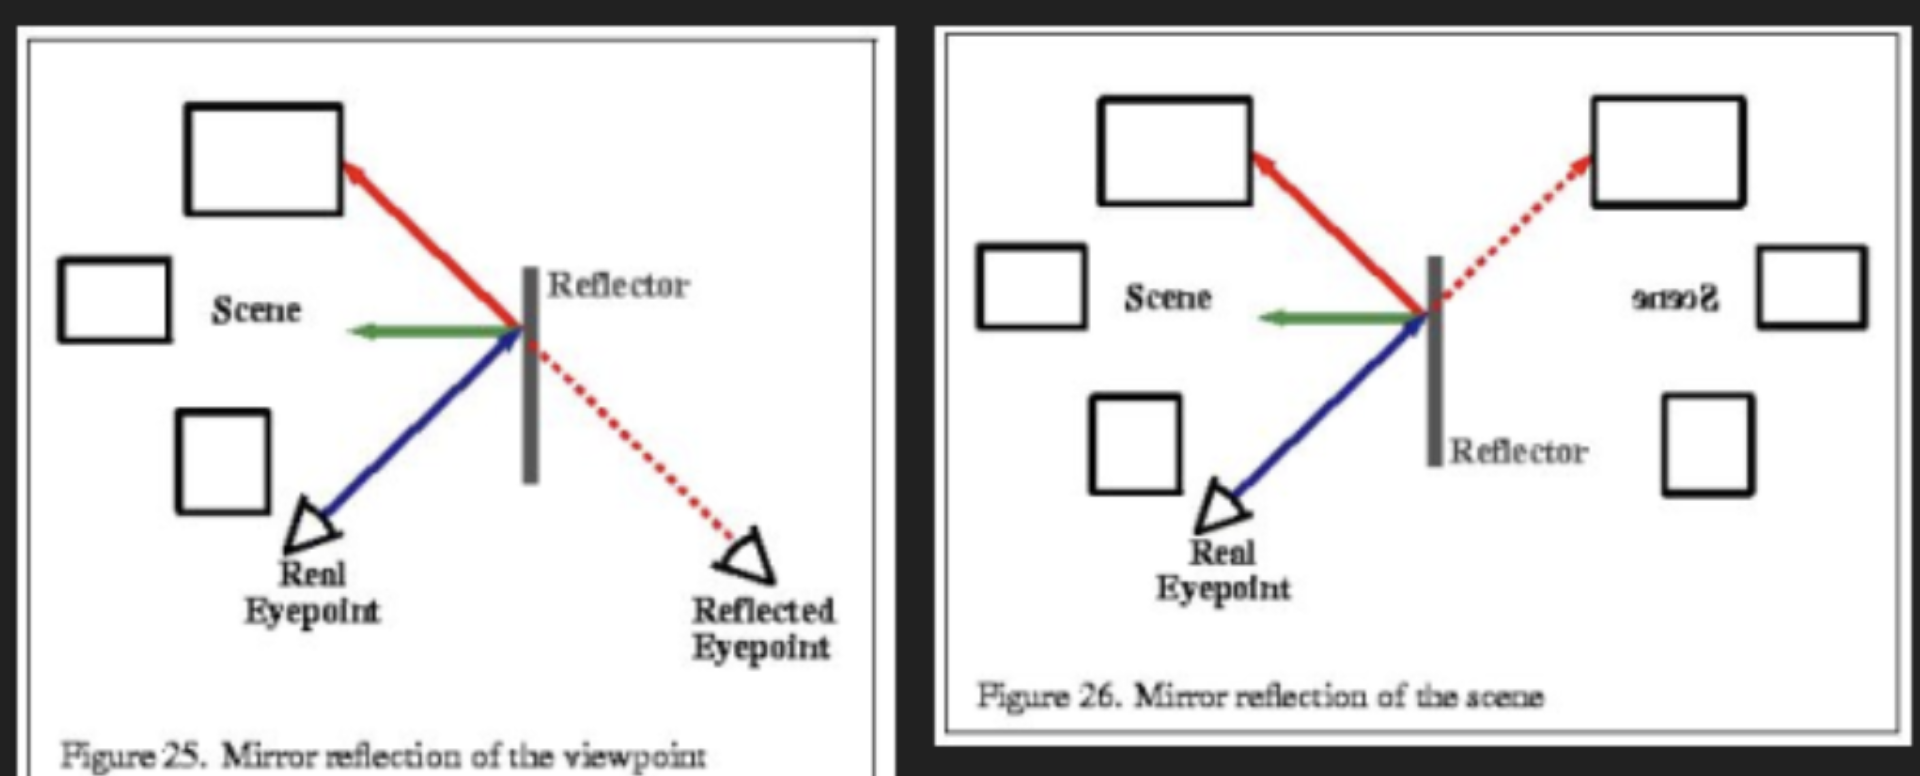 Reflector
Scene
Real
Eyepoint
Reflected
Eyepoint
Figure 25. Mirror reflection of the viewpoint
Scene
Scene
Reflector
Real
Eyepoint
Figure 26. Mirror reflection of the scene